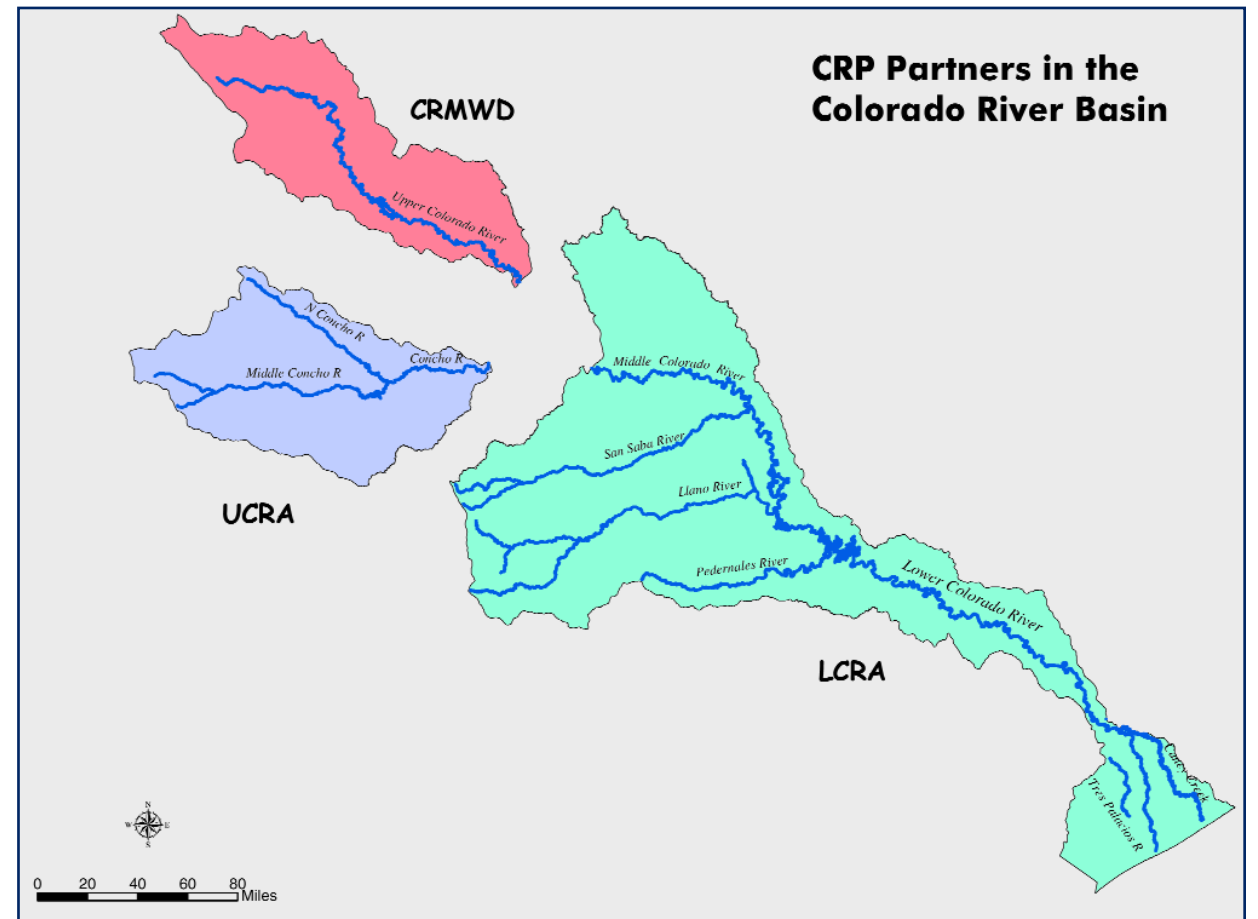 CRP Partners in the
Colorado River Basin
CRMWD
Upper Colorado River
N Concho R
Concho R
Middle Concho R
UCRA
Middle Colorado River
San Saba River
Llano River
Pedernales River
Lower Colorado River
LCRA
Caney Creek
Tres Palacios R
N
W E
S
0 20 40 60 80
Miles